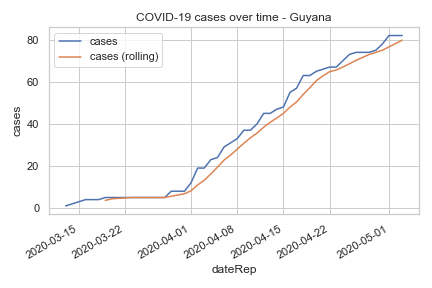 COVID-19 cases over time - Guyana
cases
cases (rolling)
80
60
40
20
0
cases
2020-03-15
2020-03-22
2020-04-01
2020-04-08
2020-04-15
2020-04-22
2020-05-01
dateRep